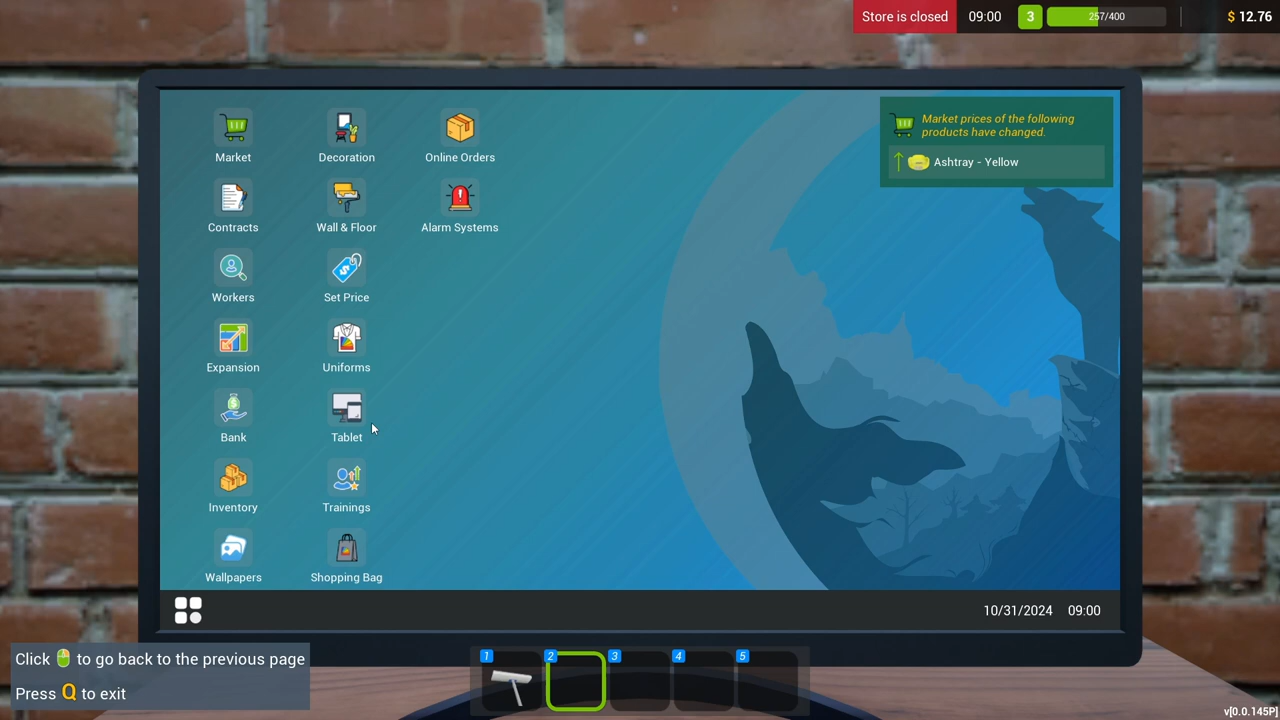 Store is closed
09:00
3
257/400
$ 12.76
Market
Decoration
Online Orders
Market prices of the following
products have changed.
Ashtray - Yellow
Contracts
Wall & Floor
Alarm Systems
Workers
Set Price
Expansion
Uniforms
Bank
Tablet
Inventory
Trainings
Wallpapers
Shopping Bag
10/31/2024 09:00
Click to go back to the previous page
Press Q to exit
1
2
3
4
5
v[0.0.145P]